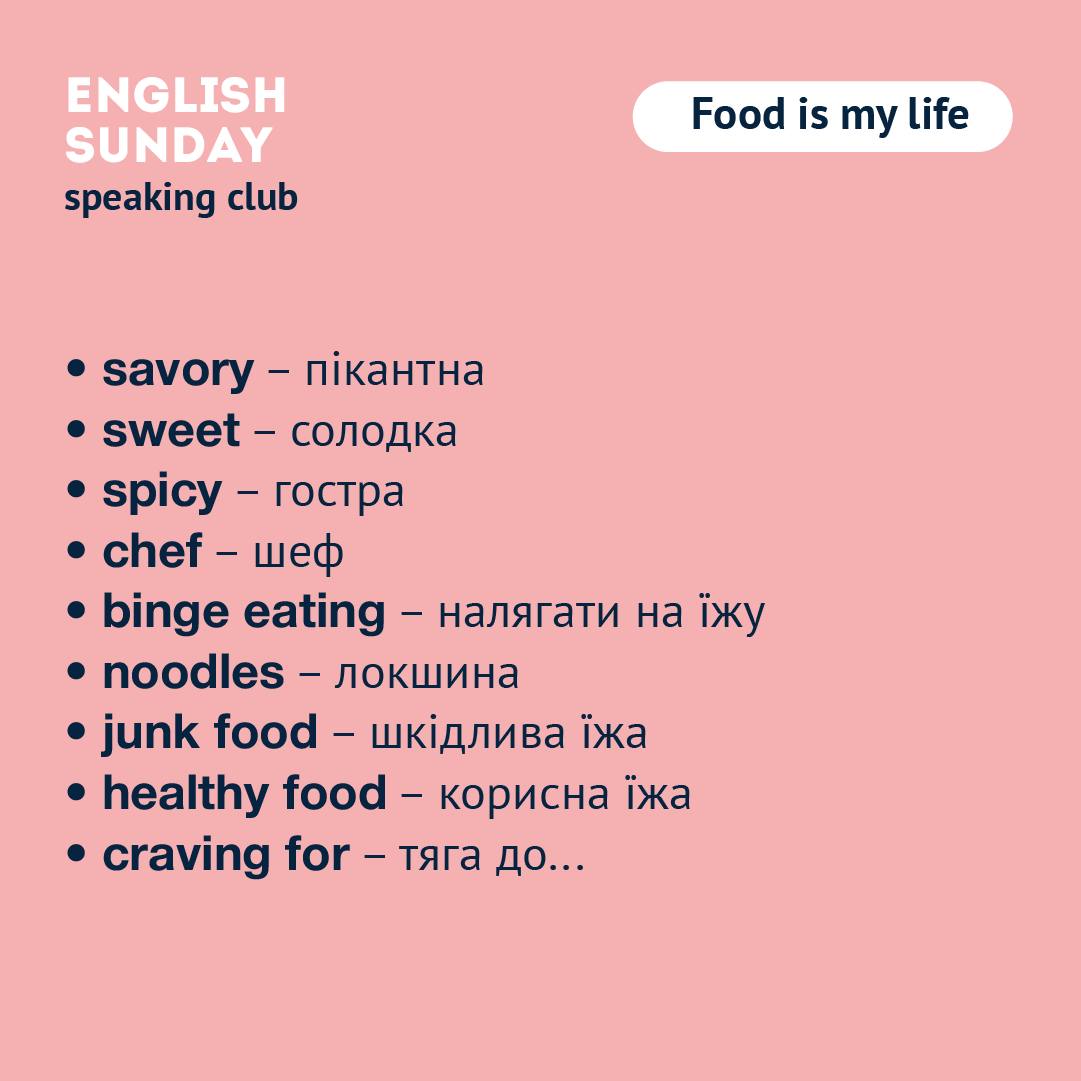 ENGLISH
SUNDAY
speaking club
Food is my life
• savory – пікантна
• sweet – солодка
• spicy – гостра
• chef – шеф
• binge eating – налягати на їжу
• noodles – локшина
• junk food – шкідлива їжа
• healthy food – корисна їжа
• craving for – тяга до...